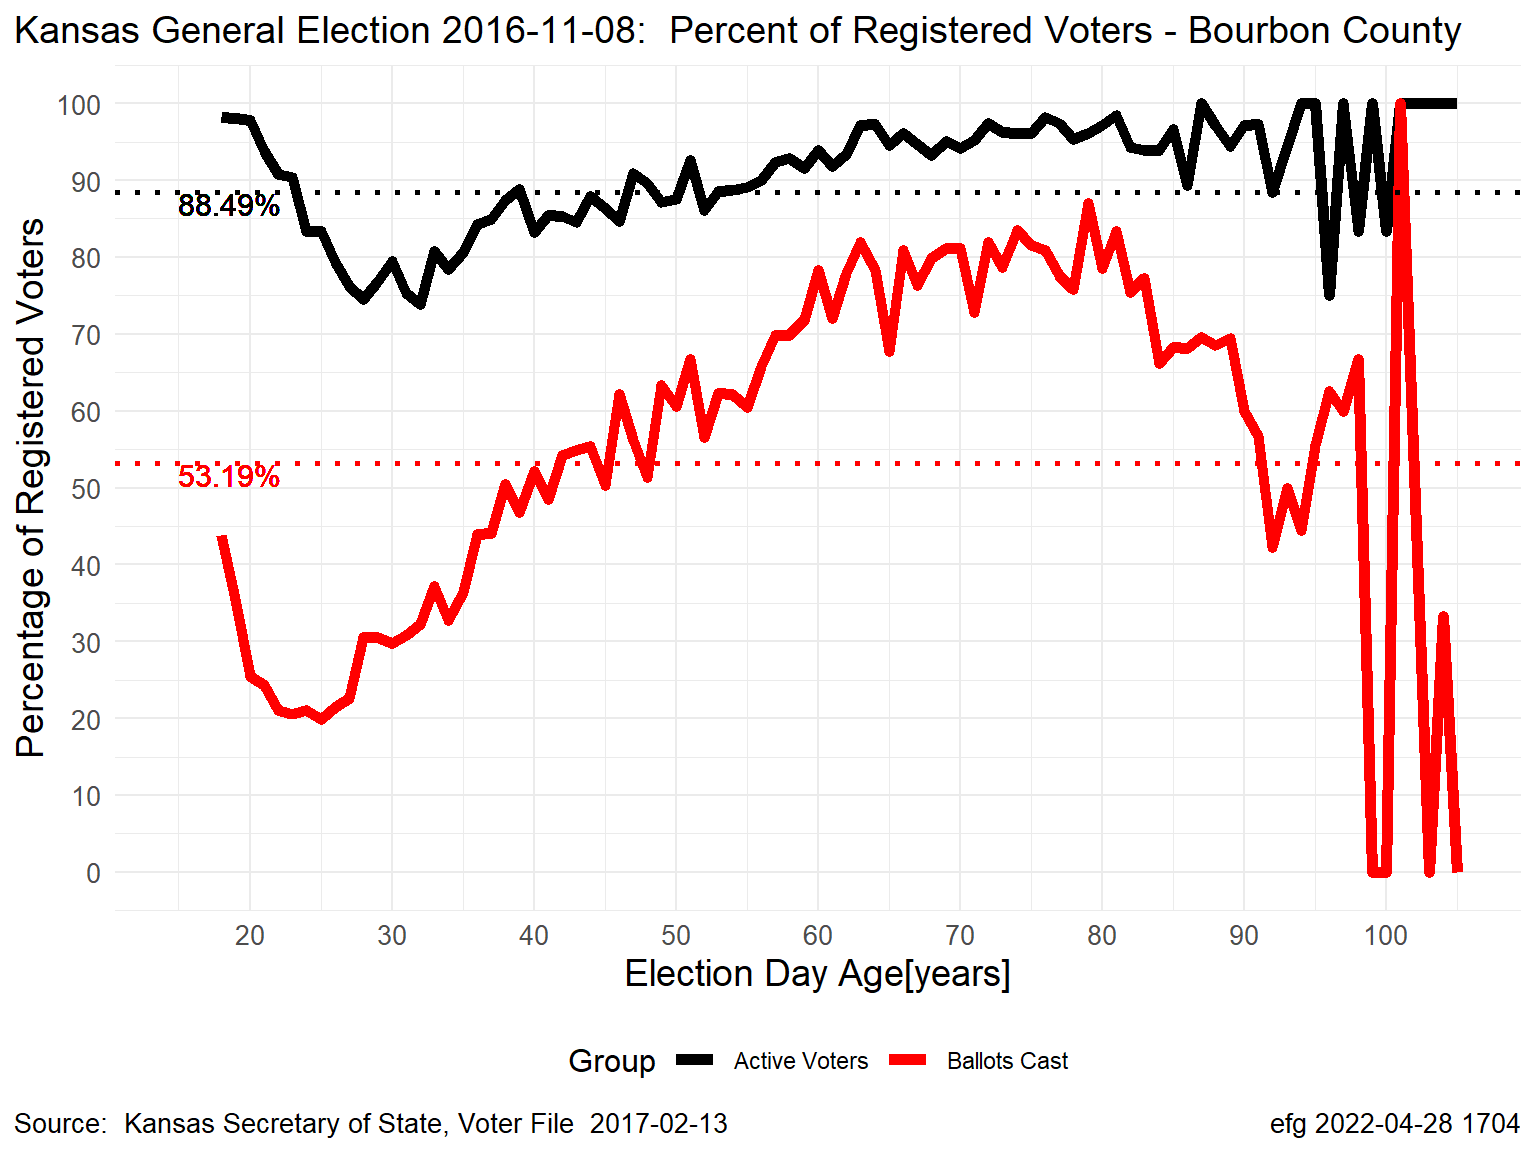 Kansas General Election 2016-11-08:  Percent of Registered Voters - Bourbon County
Percentage of Registered Voters
100
90
80
70
60
50
40
30
20
10
0
88.49%
53.19%
20 30 40 50 60 70 80 90 100
Election Day Age[years]
Group Active Voters Ballots Cast
Source:  Kansas Secretary of State, Voter File  2017-02-13
efg 2022-04-28 1704